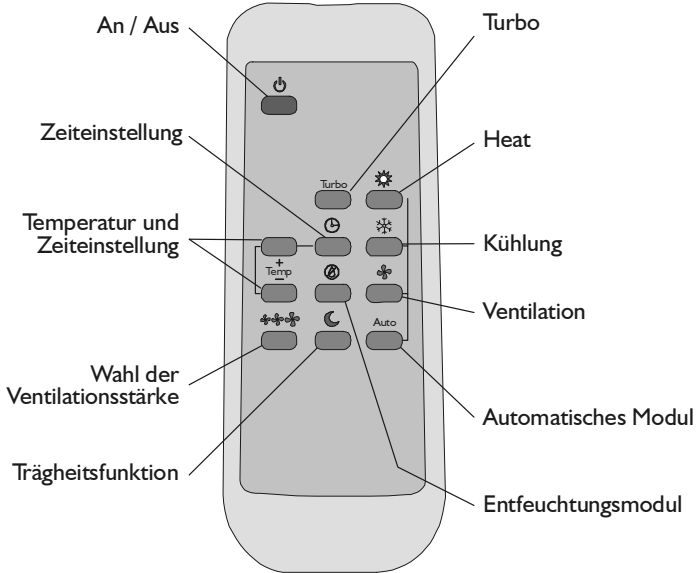 An / Aus
Turbo
Zeiteinstellung
Heat
Turbo
Temperatur und
Zeiteinstellung
Kühlung
+
Temp
−
Ventilation
Auto
Wahl der
Ventilationsstärke
Automatisches Modul
Trägheitsfunktion
Entfeuchtungsmodul